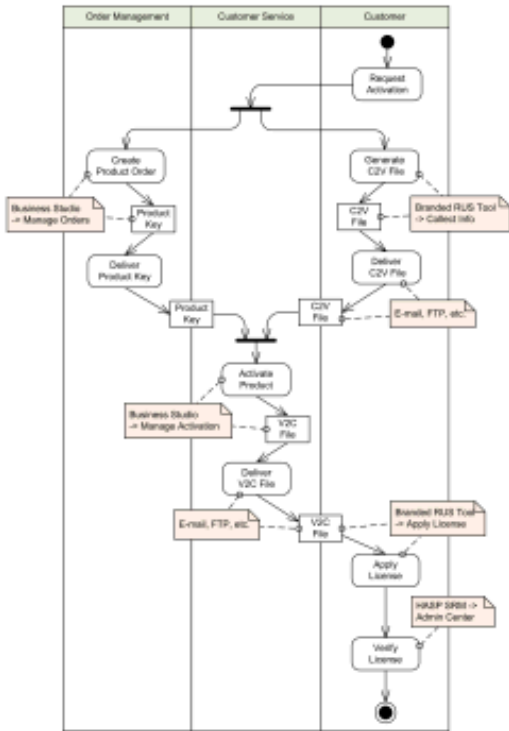 Order Management
Customer Service
Customer
Request
Activation
Create
Product Order
Generate
C2V File
Business Studio
-> Manage Orders
Product
Key
C2V
File
Branded RUS Tool
-> Collect Info
Deliver
Product Key
Deliver
C2V File
Product
Key
C2V
File
E-mail, FTP, etc.
Activate
Product
Business Studio
-> Manage Activation
V2C
File
Deliver
V2C File
E-mail, FTP, etc.
V2C
File
Branded RUS Tool
-> Apply License
Apply
License
HASP SRM ->
Admin Center
Verify
License